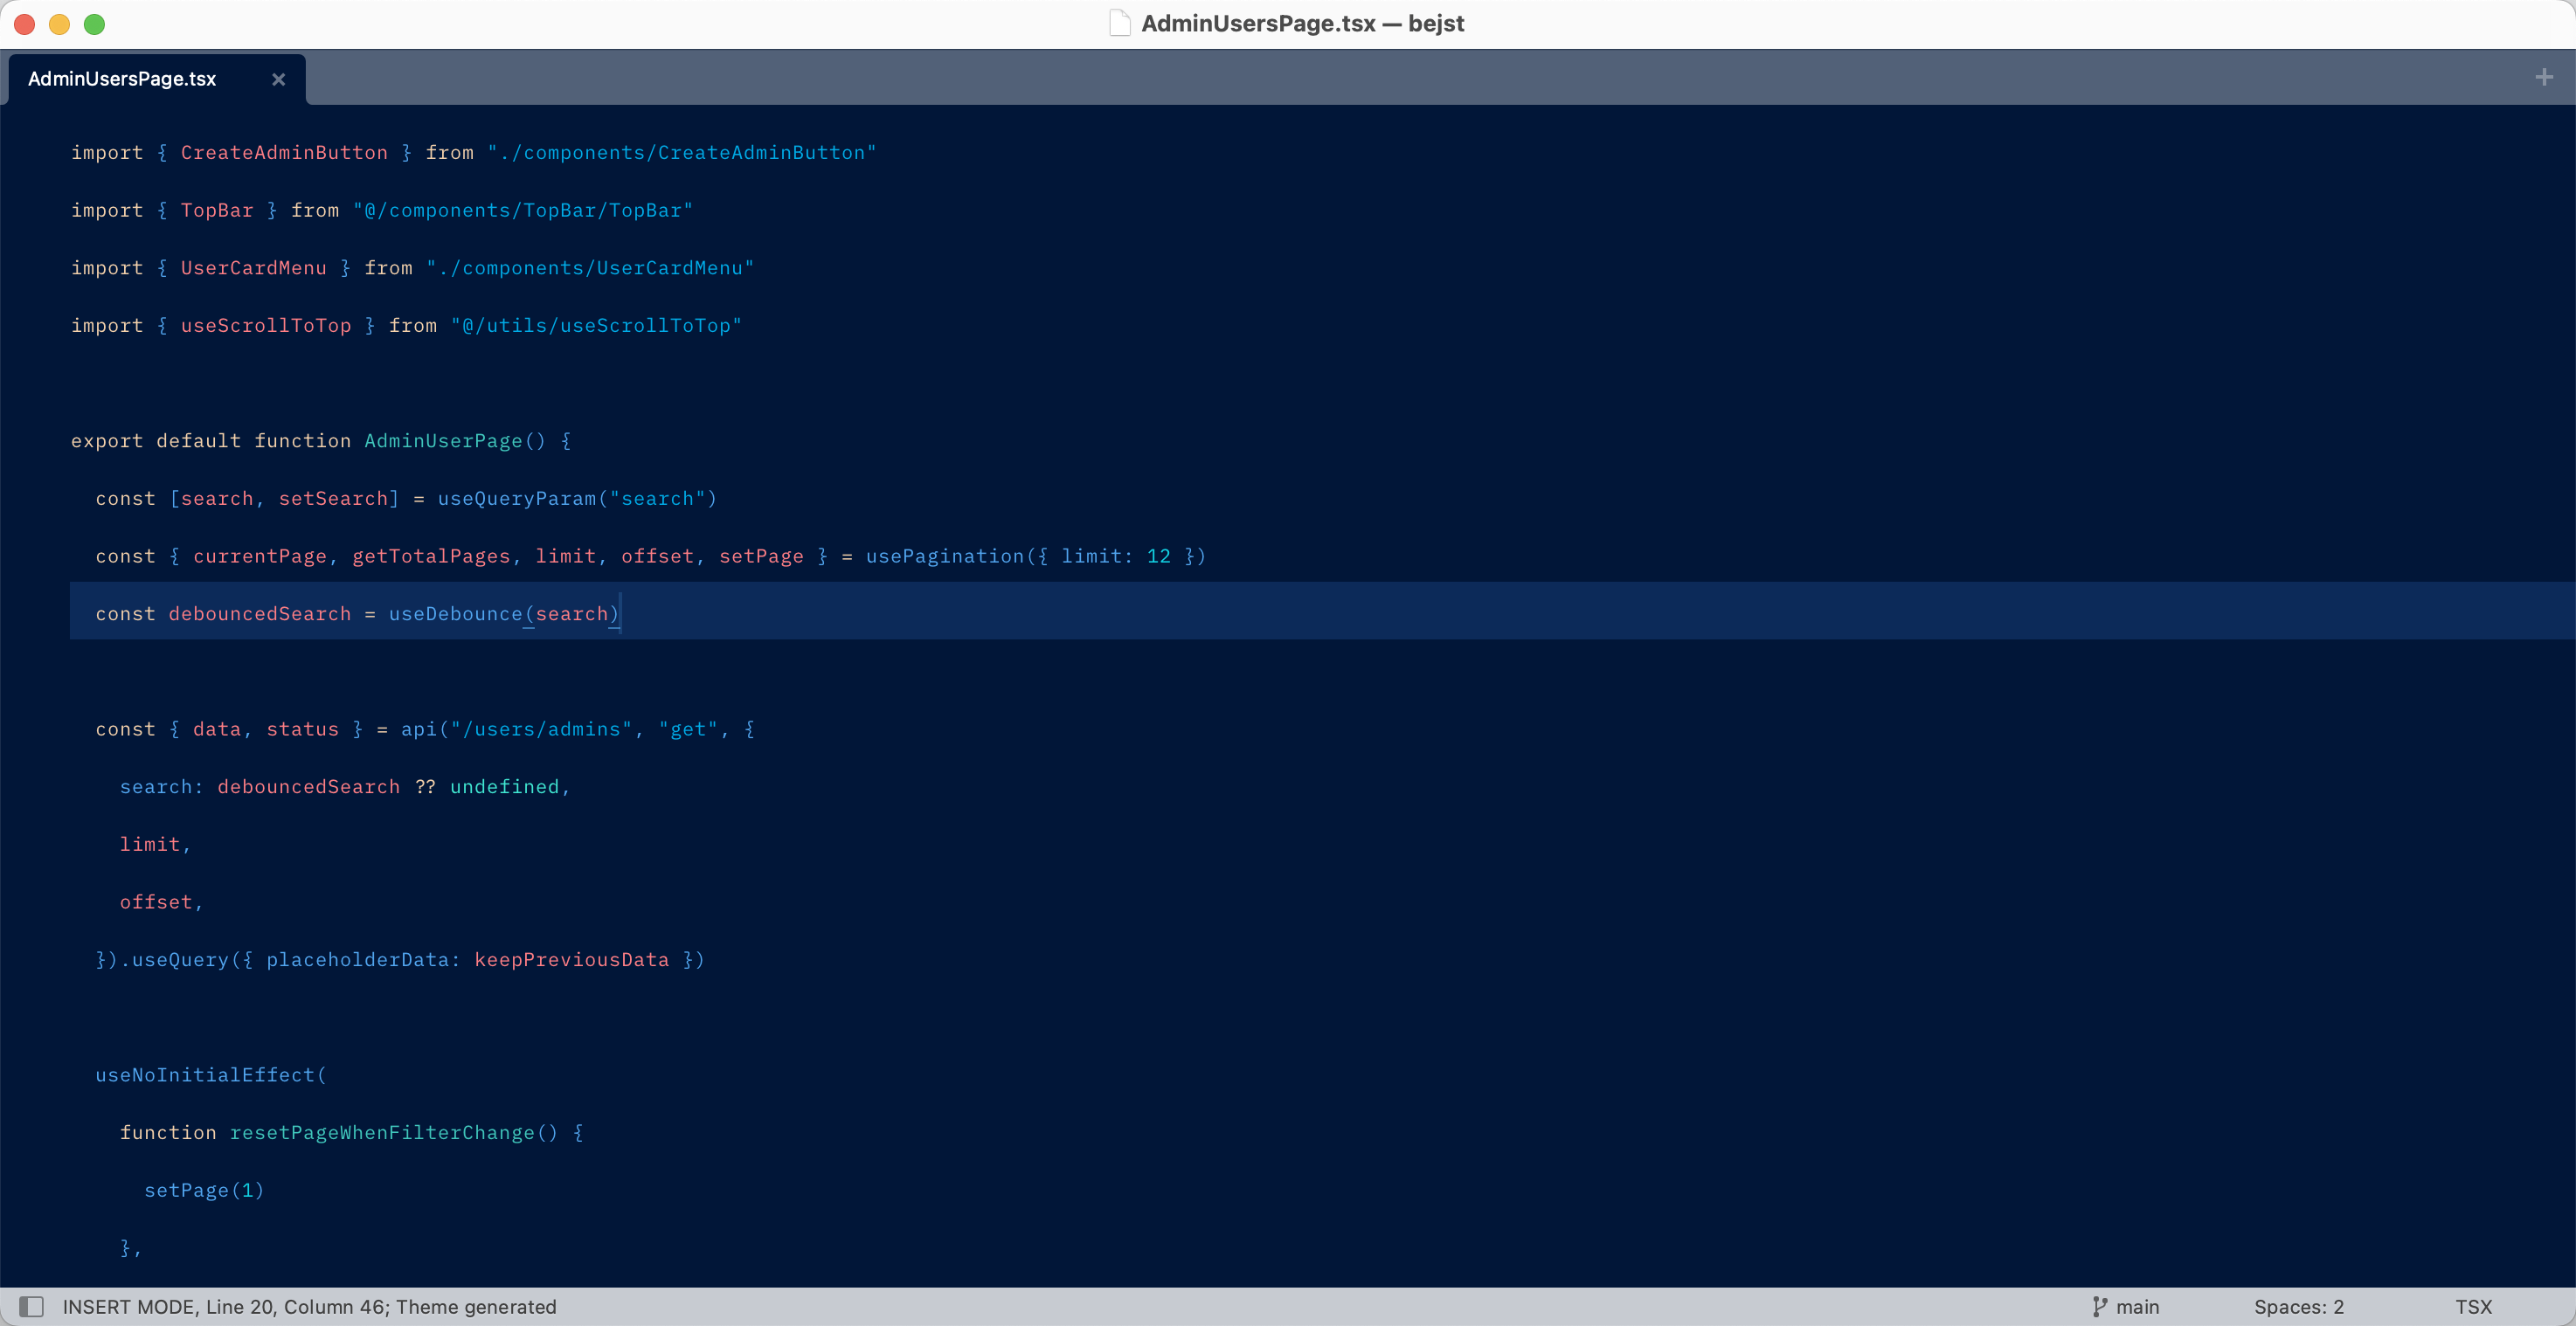 AdminUsersPage.tsx — bejst
AdminUsersPage.tsx
import { CreateAdminButton } from "./components/CreateAdminButton"
import { TopBar } from "@/components/TopBar/TopBar"
import { UserCardMenu } from "./components/UserCardMenu"
import { useScrollToTop } from "@/utils/useScrollToTop"
export default function AdminUserPage() {
  const [search, setSearch] = useQueryParam("search")
  const { currentPage, getTotalPages, limit, offset, setPage } = usePagination({ limit: 12 })
  const debouncedSearch = useDebounce(search)
  const { data, status } = api("/users/admins", "get", {
    search: debouncedSearch ?? undefined,
    limit,
    offset,
  }).useQuery({ placeholderData: keepPreviousData })
  useNoInitialEffect(
    function resetPageWhenFilterChange() {
      setPage(1)
    },
INSERT MODE, Line 20, Column 46; Theme generated main Spaces: 2 TSX